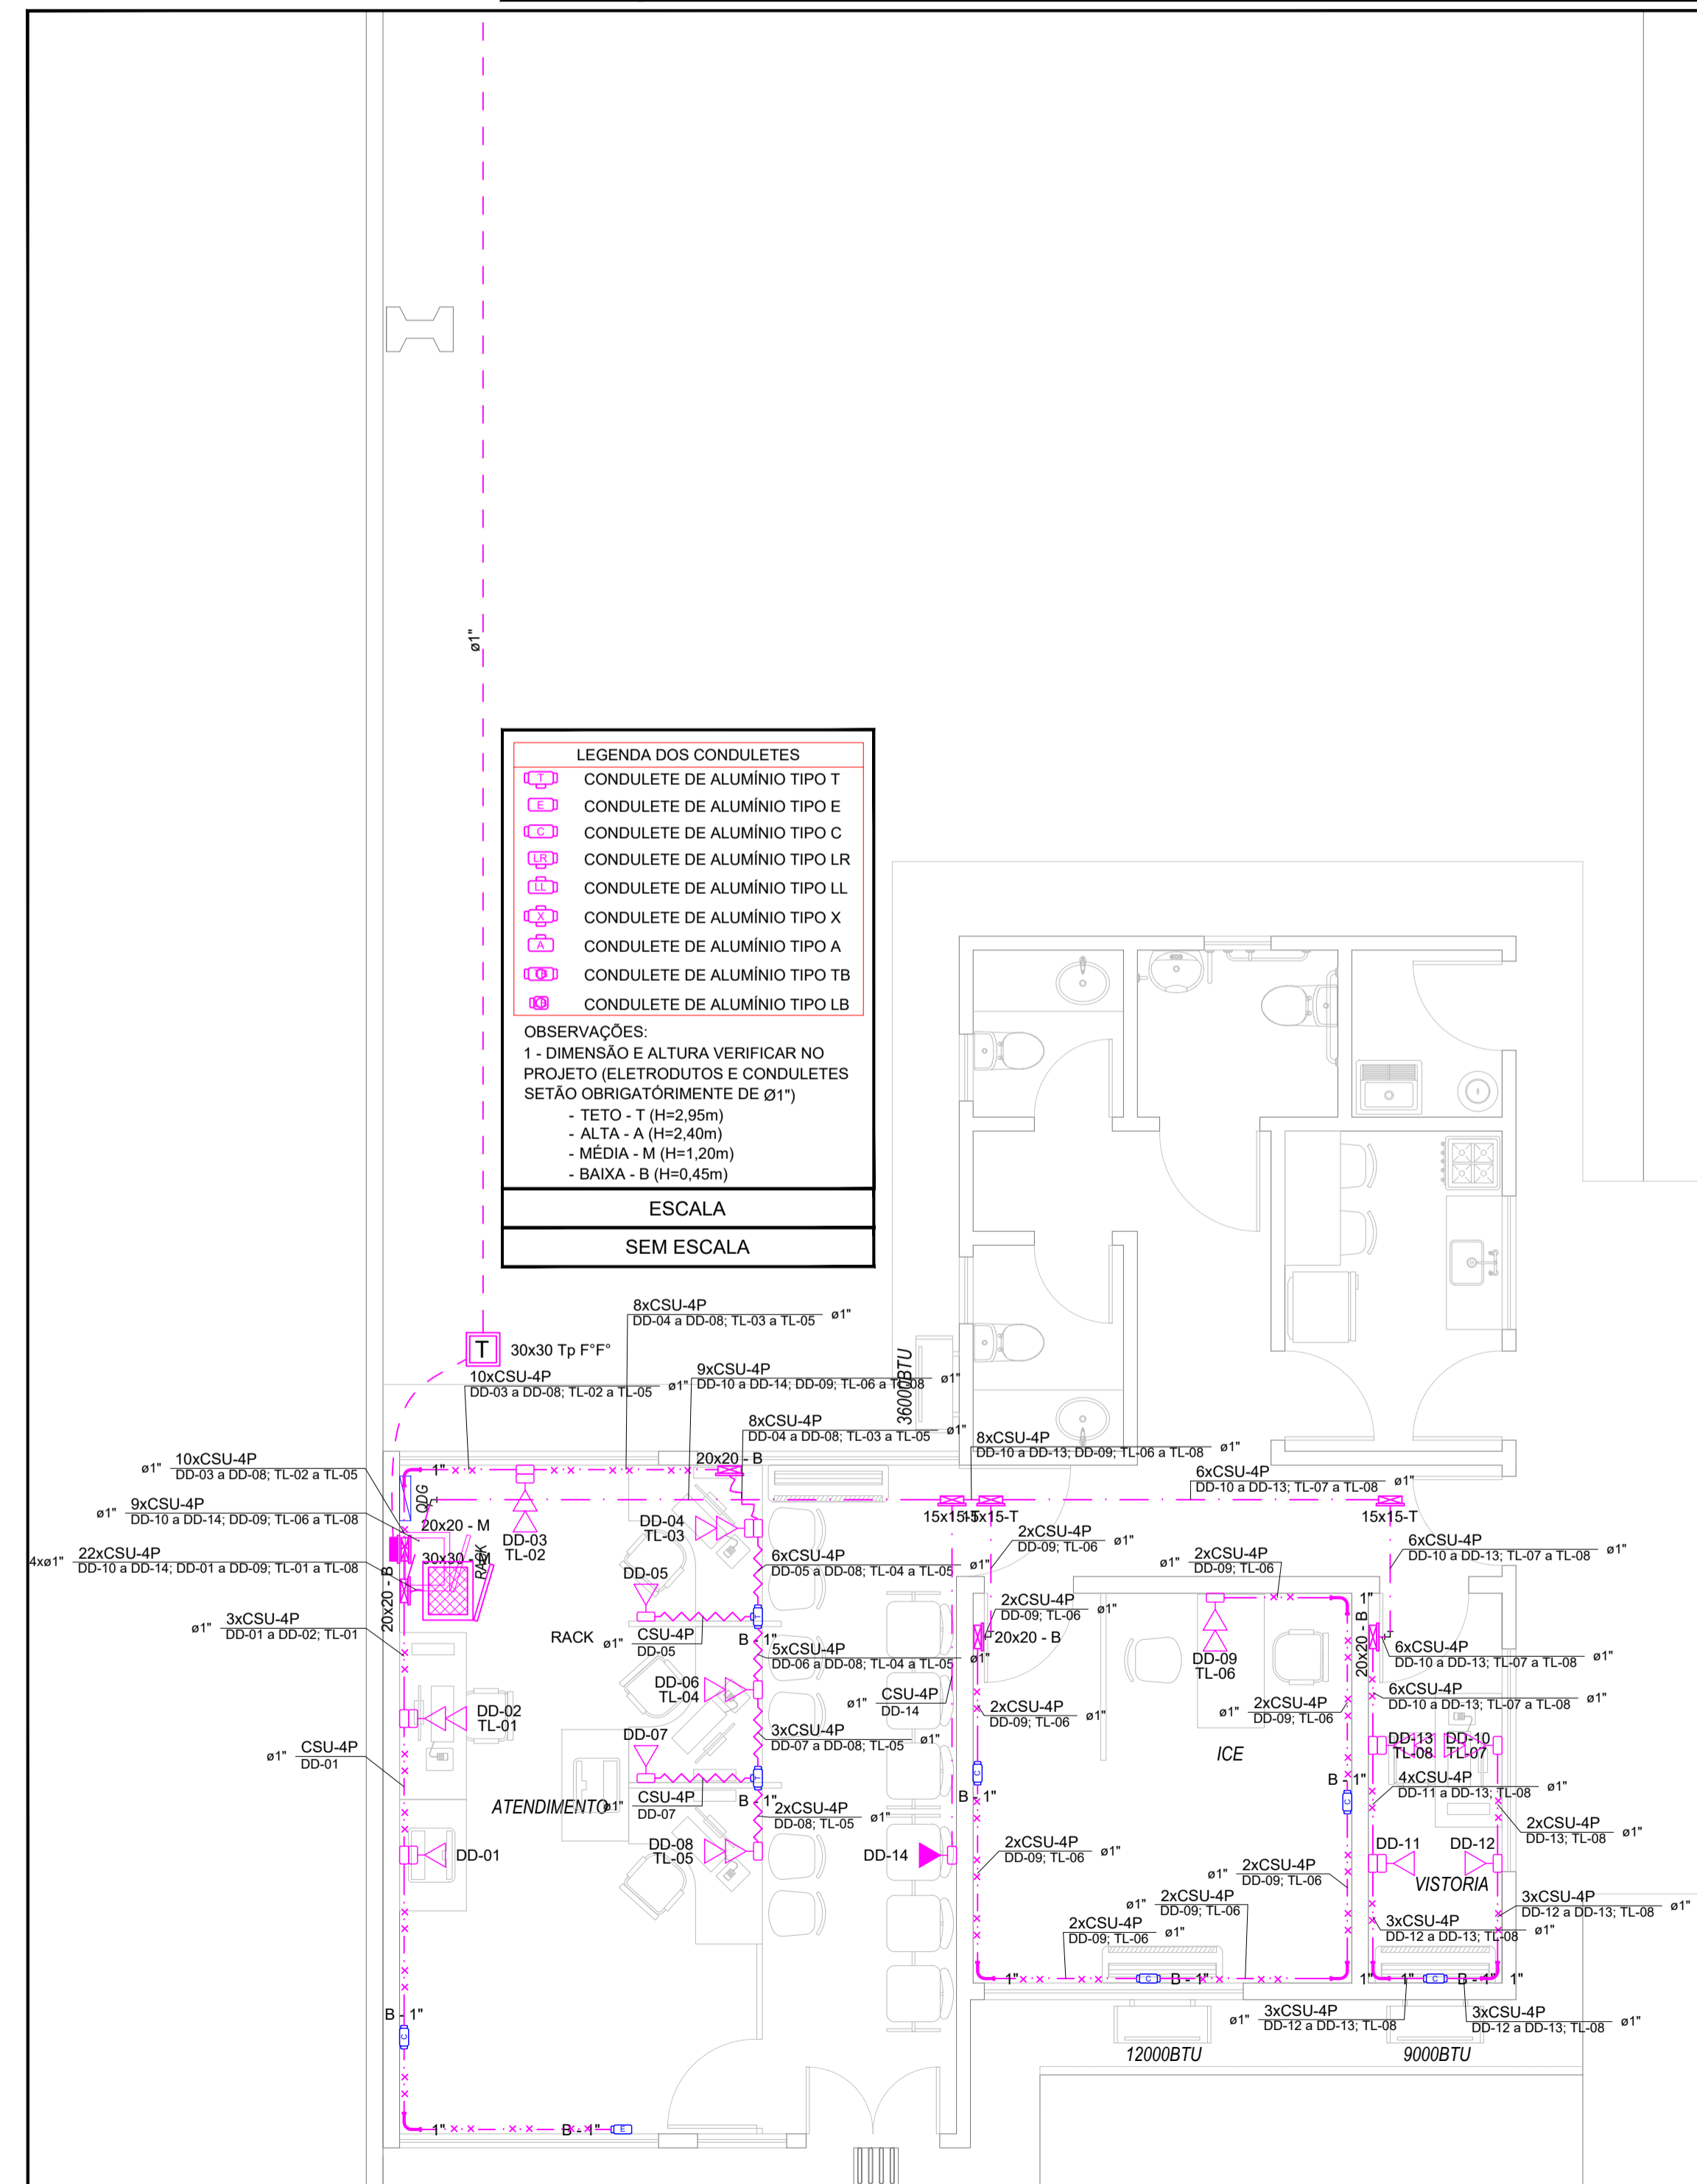 ø1"
LEGENDA DOS CONDULETES
T CONDULETE DE ALUMÍNIO TIPO T
E CONDULETE DE ALUMÍNIO TIPO E
C CONDULETE DE ALUMÍNIO TIPO C
LR CONDULETE DE ALUMÍNIO TIPO LR
LL CONDULETE DE ALUMÍNIO TIPO LL
X CONDULETE DE ALUMÍNIO TIPO X
A CONDULETE DE ALUMÍNIO TIPO A
CONDULETE DE ALUMÍNIO TIPO TB
CONDULETE DE ALUMÍNIO TIPO LB
OBSERVAÇÕES:
1 - DIMENSÃO E ALTURA VERIFICAR NO
PROJETO (ELETRODUTOS E CONDULETES
SETÃO OBRIGATÓRIMENTE DE Ø1")
- TETO - T (H=2,95m)
- ALTA - A (H=2,40m)
- MÉDIA - M (H=1,20m)
- BAIXA - B (H=0,45m)
ESCALA
SEM ESCALA
8xCSU-4P
DD-04 a DD-08; TL-03 a TL-05 ø1"
T 30x30 Tp F°F°
10xCSU-4P
DD-03 a DD-08; TL-02 a TL-05 ø1"
9xCSU-4P
DD-10 a DD-14; DD-09; TL-06 a TL-08 ø1"
36000BTU
8xCSU-4P
DD-04 a DD-08; TL-03 a TL-05 ø1"
8xCSU-4P
DD-10 a DD-13; DD-09; TL-06 a TL-08 ø1"
10xCSU-4P
ø1" DD-03 a DD-08; TL-02 a TL-05
1"
20x20 - B
6xCSU-4P
DD-10 a DD-13; TL-07 a TL-08 ø1"
QDG
9xCSU-4P
ø1" DD-10 a DD-14; DD-09; TL-06 a TL-08
20x20 - M
DD-03
TL-02
DD-04
TL-03
15x15-T
15x15-T
15x15-T
2xCSU-4P
DD-09; TL-06 ø1"
6xCSU-4P
DD-10 a DD-13; TL-07 a TL-08 ø1"
4xø1" 22xCSU-4P
DD-10 a DD-14; DD-01 a DD-09; TL-01 a TL-08
30x30 - M
RACK
20x20 - B
DD-05
6xCSU-4P
DD-05 a DD-08; TL-04 a TL-05 ø1"
2xCSU-4P
ø1" DD-09; TL-06
1"
3xCSU-4P
ø1" DD-01 a DD-02; TL-01
RACK
CSU-4P
ø1" DD-05
B - 1"
2xCSU-4P
DD-09; TL-06 ø1"
20x20 - B
20x20 - B
5xCSU-4P
DD-06 a DD-08; TL-04 a TL-05 ø1"
DD-09
TL-06
6xCSU-4P
DD-10 a DD-13; TL-07 a TL-08 ø1"
DD-06
TL-04
CSU-4P
ø1" DD-14
2xCSU-4P
DD-09; TL-06 ø1"
2xCSU-4P
ø1" DD-09; TL-06
6xCSU-4P
DD-10 a DD-13; TL-07 a TL-08 ø1"
DD-02
TL-01
DD-07
3xCSU-4P
DD-07 a DD-08; TL-05 ø1"
ICE
DD-13
TL-08
DD-10
TL-07
CSU-4P
ø1" DD-01
T
C
B - 1"
B - 1"
C
4xCSU-4P
DD-11 a DD-13; TL-08 ø1"
ATENDIMENTO
CSU-4P
ø1" DD-07
B - 1"
2xCSU-4P
DD-08; TL-05 ø1"
2xCSU-4P
DD-13; TL-08 ø1"
DD-01
DD-08
TL-05
DD-14
2xCSU-4P
DD-09; TL-06 ø1"
2xCSU-4P
ø1" DD-09; TL-06
DD-11
DD-12
VISTORIA
2xCSU-4P
ø1" DD-09; TL-06
3xCSU-4P
DD-12 a DD-13; TL-08 ø1"
2xCSU-4P
DD-09; TL-06 ø1"
3xCSU-4P
DD-12 a DD-13; TL-08 ø1"
1"
C
B - 1"
1"
1"
C
B - 1"
1"
B - 1"
C
3xCSU-4P
ø1" DD-12 a DD-13; TL-08
3xCSU-4P
DD-12 a DD-13; TL-08 ø1"
12000BTU
9000BTU
1"
B - 1"
E